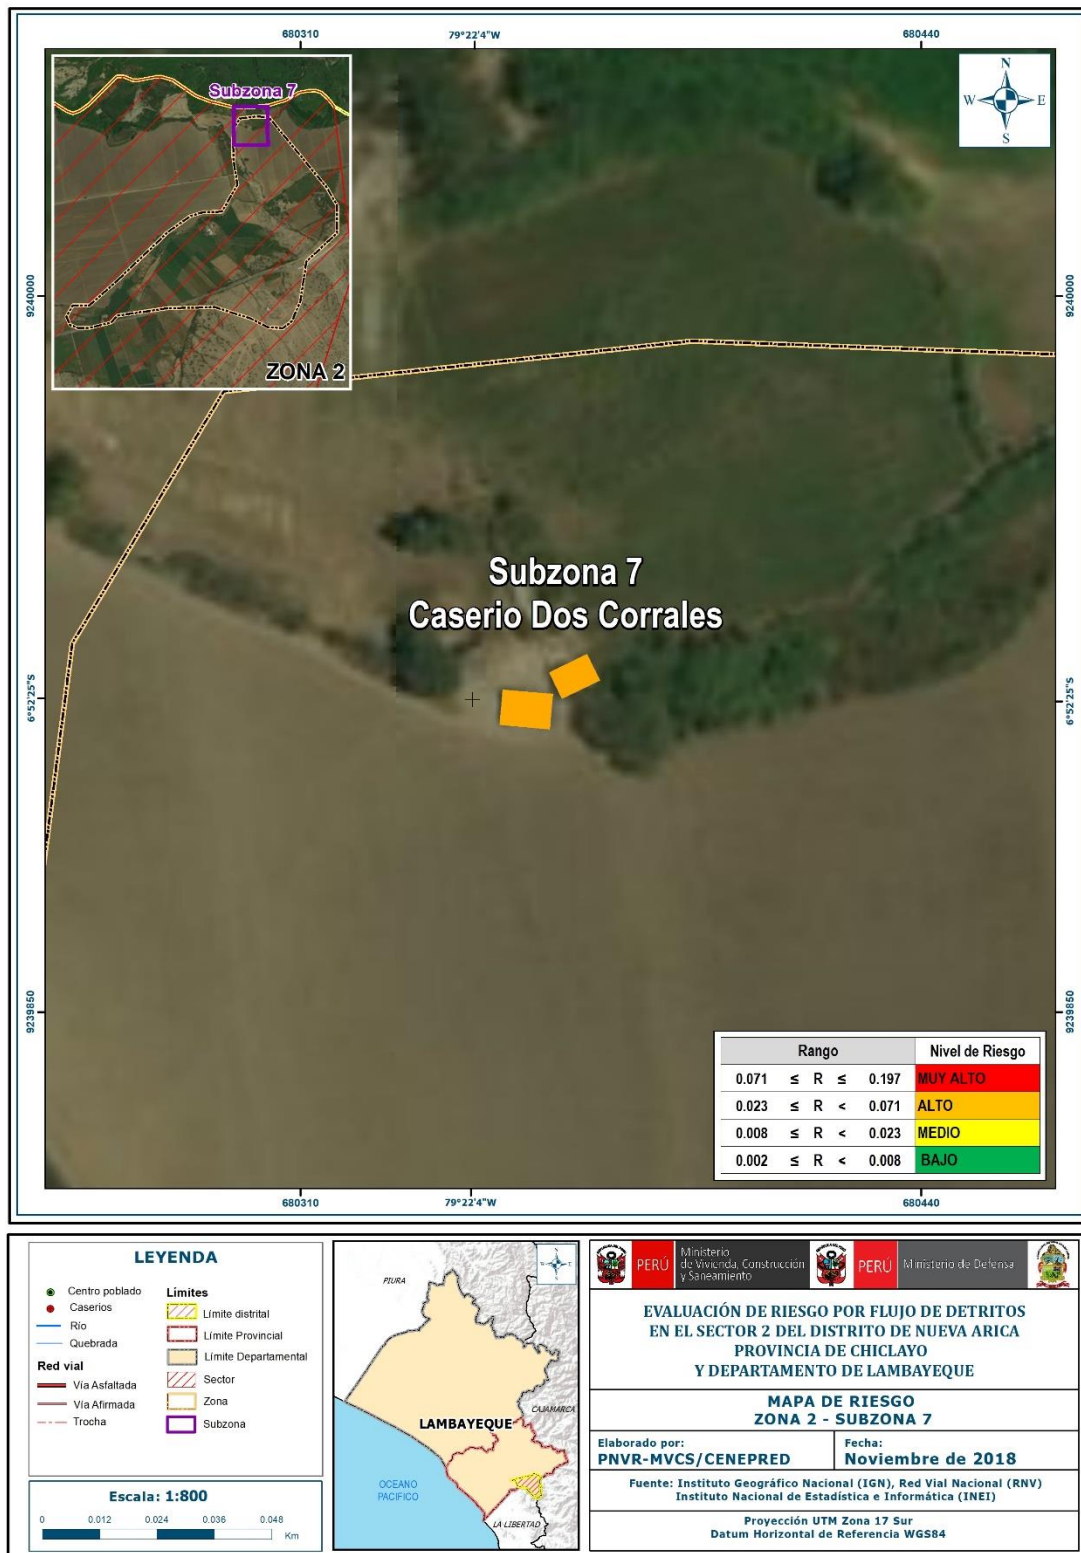 680310
79°22'4"W
680440
Subzona 7
ZONA 2
N
W
E
S
9240000
9240000
Subzona 7
Caserio Dos Corrales
6°52'25"S
6°52'25"S
9239850
9239850
Rango Nivel de Riesgo
0.071 ≤ R ≤ 0.197 MUY ALTO
0.023 ≤ R < 0.071 ALTO
0.008 ≤ R < 0.023 MEDIO
0.002 ≤ R < 0.008 BAJO
680310
79°22'4"W
680440
LEYENDA
Centro poblado
Caserios
Río
Quebrada
Red vial
Vía Asfaltada
Vía Afirmada
Trocha
Límites
Límite distrital
Límite Provincial
Límite Departamental
Sector
Zona
Subzona
Escala: 1:800
0 0.012 0.024 0.036 0.048
Km
PIURA
CAJAMARCA
LAMBAYEQUE
OCEANO
PACIFICO
LA LIBERTAD
PERÚ
Ministerio
de Vivienda, Construcción
y Saneamiento
PERÚ
Ministerio de Defensa
EVALUACIÓN DE RIESGO POR FLUJO DE DETRITOS
EN EL SECTOR 2 DEL DISTRITO DE NUEVA ARICA
PROVINCIA DE CHICLAYO
Y DEPARTAMENTO DE LAMBAYEQUE
MAPA DE RIESGO
ZONA 2 - SUBZONA 7
Elaborado por:
PNVR-MVCS/CENEPRED
Fecha:
Noviembre de 2018
Fuente: Instituto Geográfico Nacional (IGN), Red Vial Nacional (RNV)
Instituto Nacional de Estadística e Informática (INEI)
Proyección UTM Zona 17 Sur
Datum Horizontal de Referencia WGS84